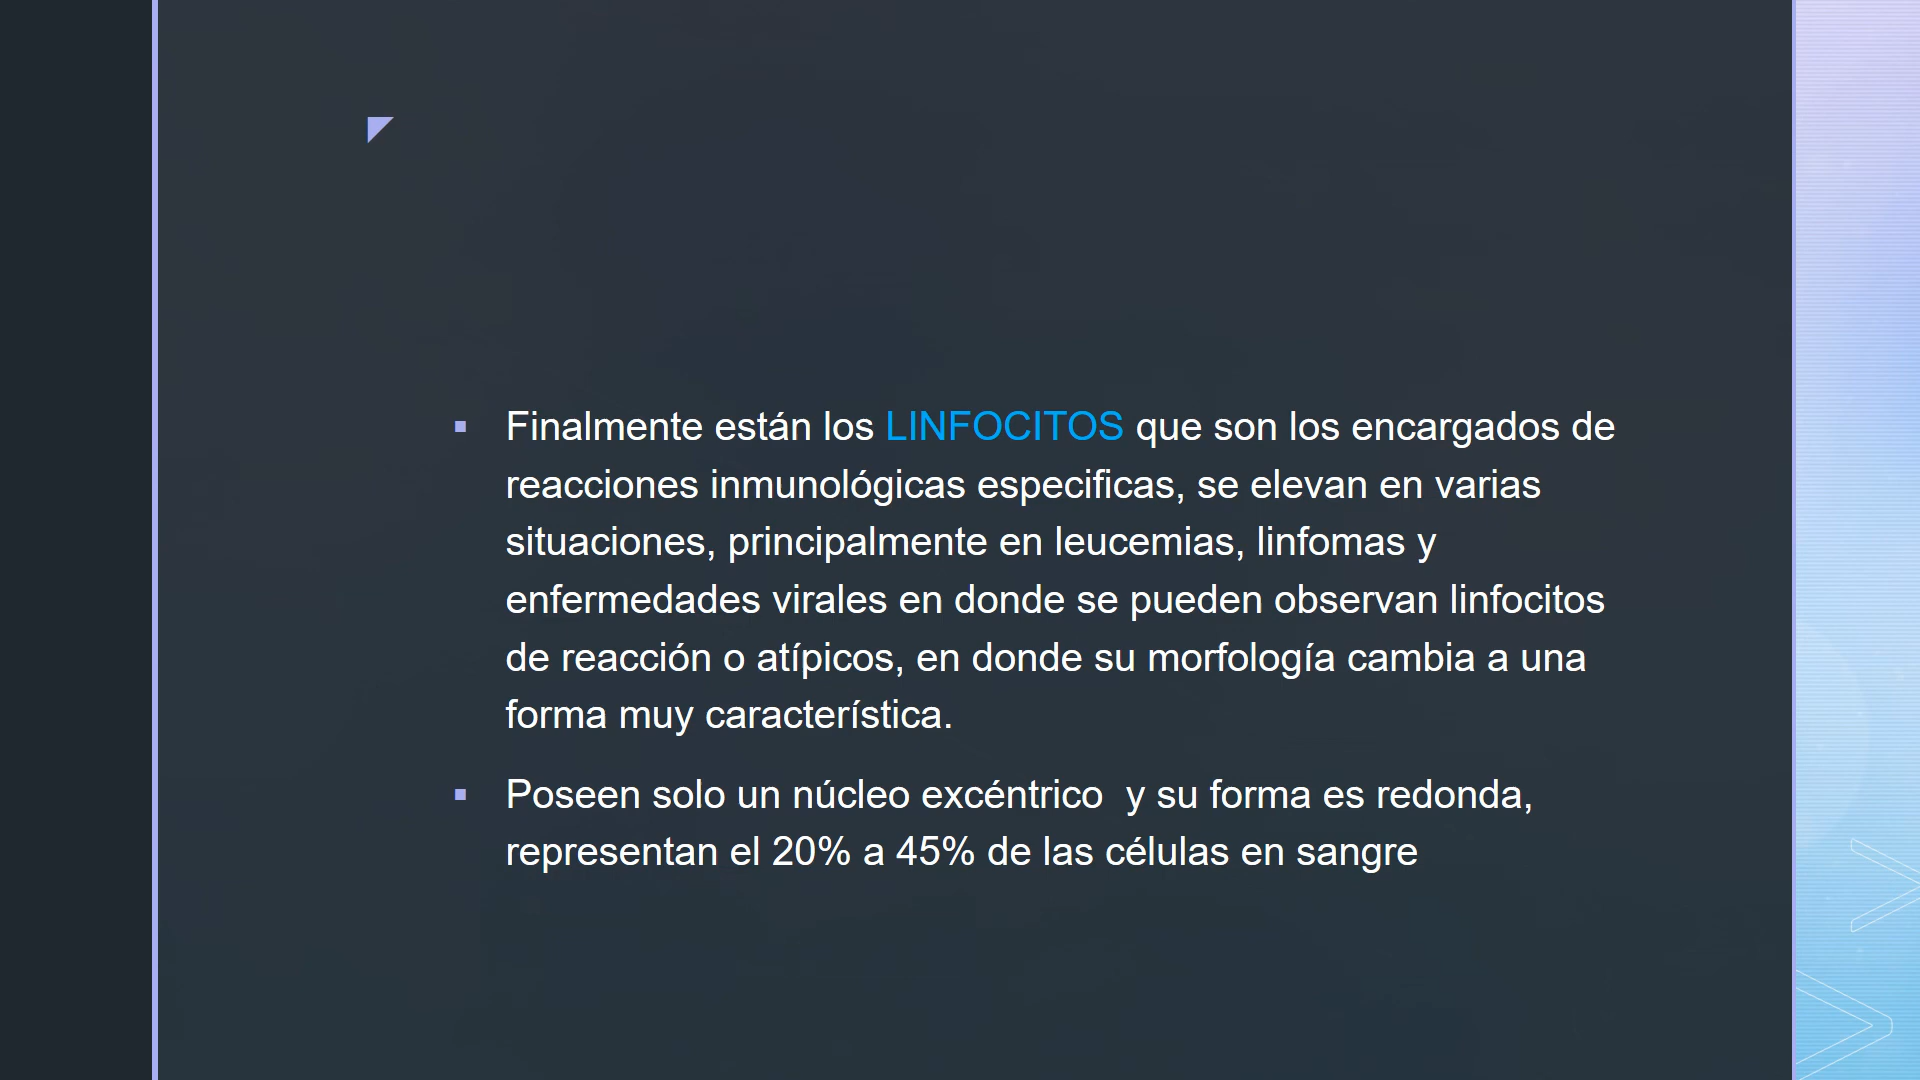 Finalmente están los LINFOCITOS que son los encargados de
reacciones inmunológicas especificas, se elevan en varias
situaciones, principalmente en leucemias, linfomas y
enfermedades virales en donde se pueden observan linfocitos
de reacción o atípicos, en donde su morfología cambia a una
forma muy característica.
Poseen solo un núcleo excéntrico  y su forma es redonda,
representan el 20% a 45% de las células en sangre